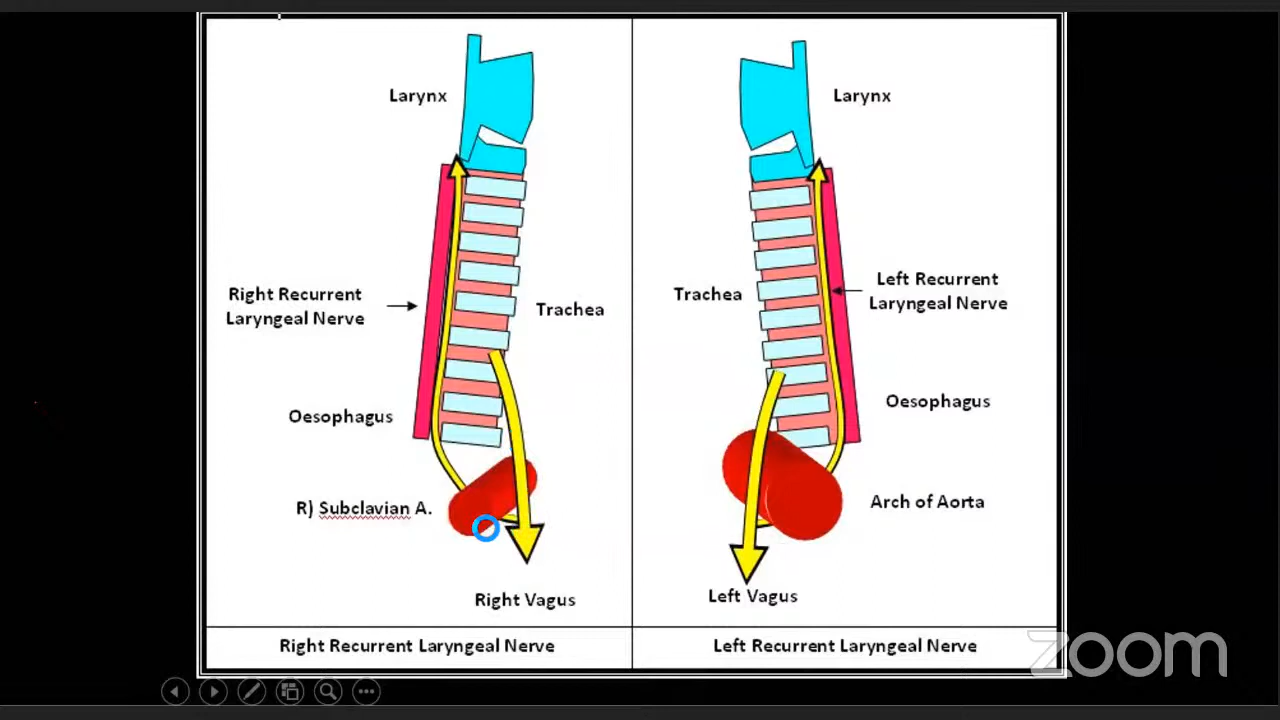 Larynx
Right Recurrent
Laryngeal Nerve
Trachea
Oesophagus
R) Subclavian A.
Right Vagus
Right Recurrent Laryngeal Nerve
Larynx
Trachea
Left Recurrent
Laryngeal Nerve
Oesophagus
Arch of Aorta
Left Vagus
Left Recurrent Laryngeal Nerve
zoom